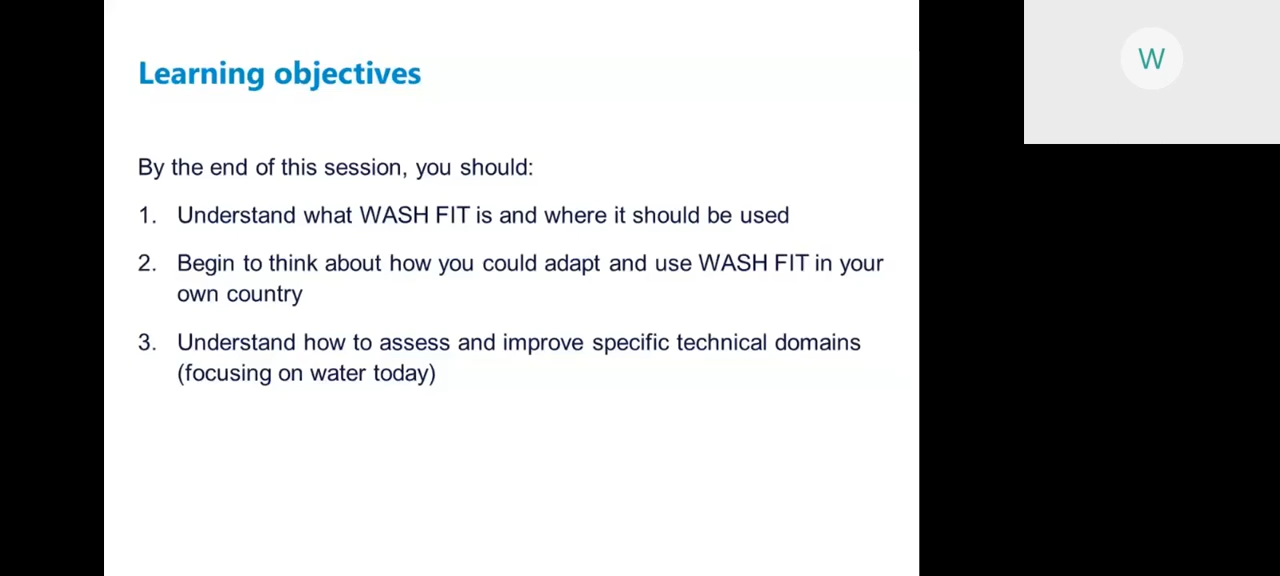 Learning objectives
W
By the end of this session, you should:
1. Understand what WASH FIT is and where it should be used
2. Begin to think about how you could adapt and use WASH FIT in your
own country
3. Understand how to assess and improve specific technical domains
(focusing on water today)